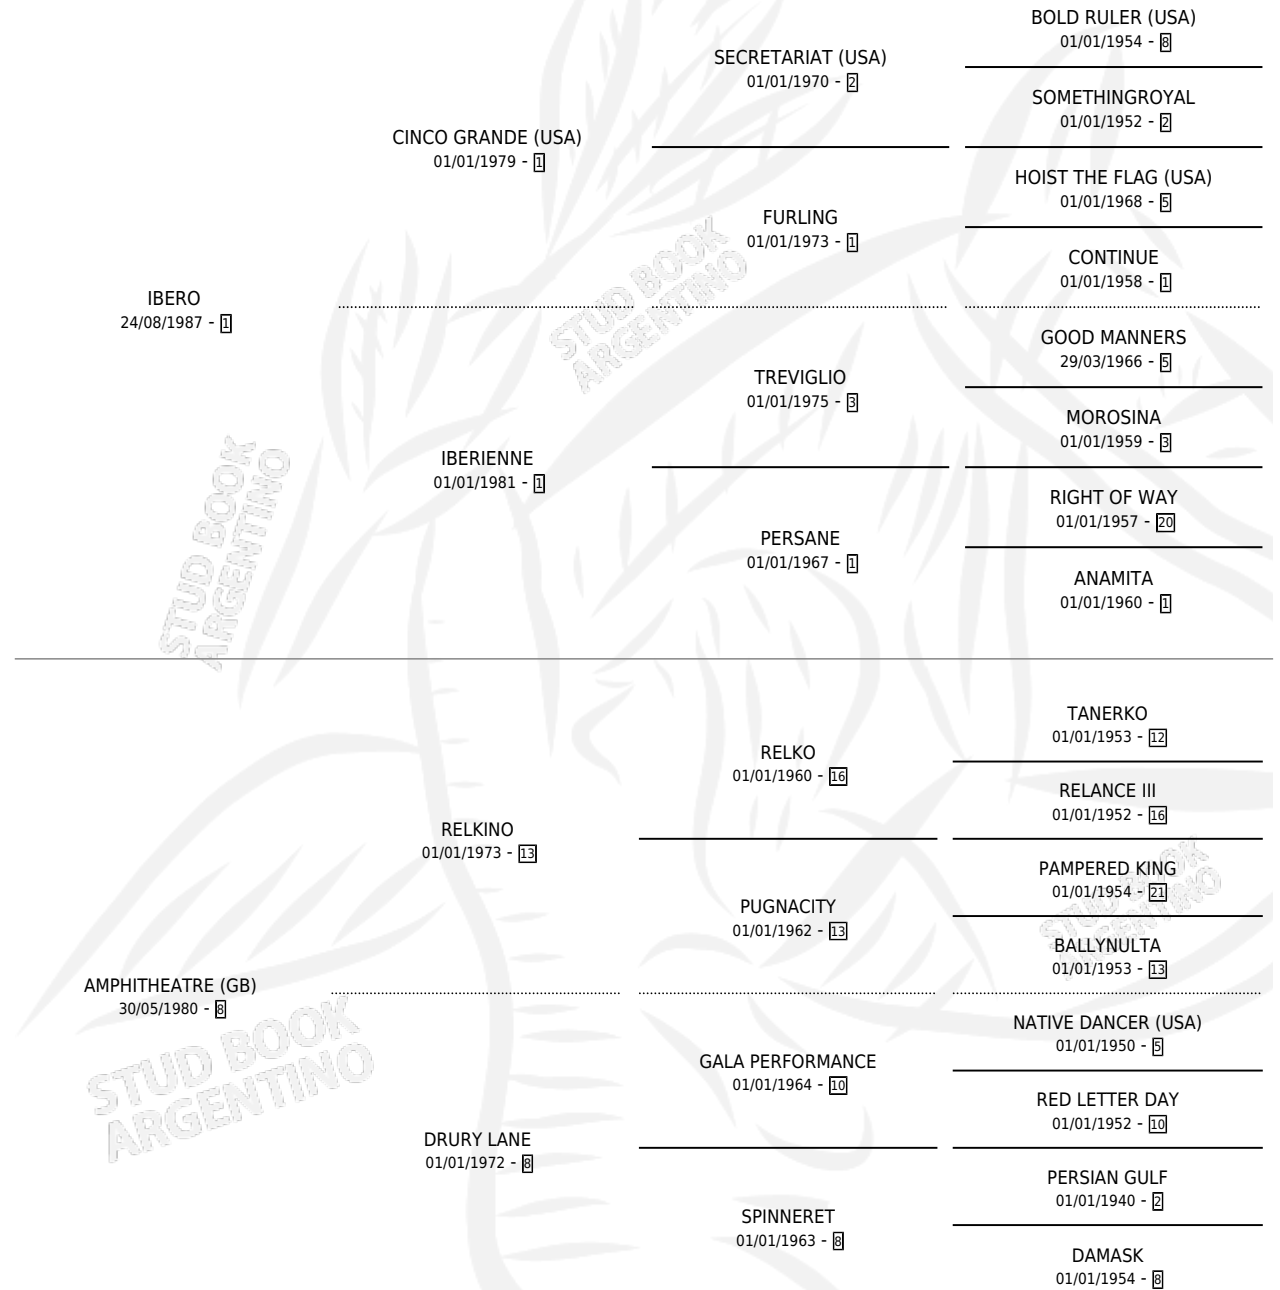 BOLD RULER (USA)
01/01/1954 - 8
SECRETARIAT (USA)
01/01/1970 - 2
SOMETHINGROYAL
01/01/1952 - 2
CINCO GRANDE (USA)
01/01/1979 - 1
HOIST THE FLAG (USA)
01/01/1968 - 5
FURLING
01/01/1973 - 1
CONTINUE
01/01/1958 - 1
IBERO
24/08/1987 - 1
GOOD MANNERS
29/03/1966 - 5
TREVIGLIO
01/01/1975 - 3
MOROSINA
01/01/1959 - 3
IBERIENNE
01/01/1981 - 1
RIGHT OF WAY
01/01/1957 - 20
PERSANE
01/01/1967 - 1
ANAMITA
01/01/1960 - 1
STUD BOOK
ARGENTINO
STUD BOOK
ARGENTINO
TANERKO
01/01/1953 - 12
RELKO
01/01/1960 - 16
RELANCE III
01/01/1952 - 16
RELKINO
01/01/1973 - 13
PAMPERED KING
01/01/1954 - 21
PUGNACITY
01/01/1962 - 13
BALLYNULTA
01/01/1953 - 13
STUD BOOK
ARGENTINO
AMPHITHEATRE (GB)
30/05/1980 - 8
NATIVE DANCER (USA)
01/01/1950 - 5
GALA PERFORMANCE
01/01/1964 - 10
RED LETTER DAY
01/01/1952 - 10
DRURY LANE
01/01/1972 - 8
PERSIAN GULF
01/01/1940 - 2
SPINNERET
01/01/1963 - 8
DAMASK
01/01/1954 - 8
STUD BOOK
ARGENTINO